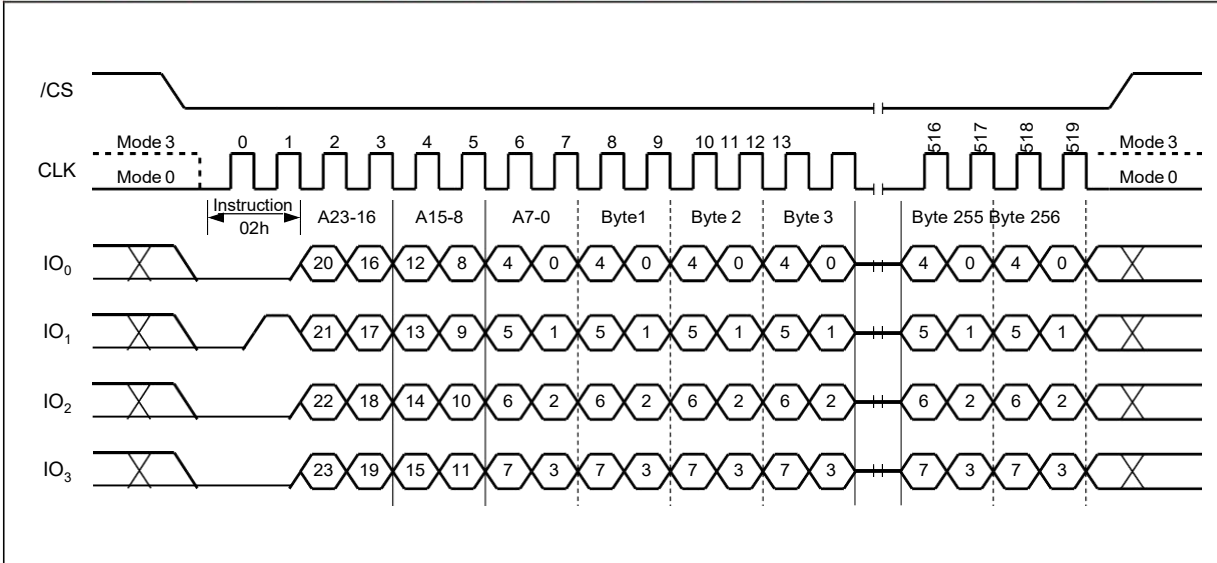 /CS
Mode 3 0 1 2 3 4 5 6 7 8 9 10 11 12 13 516 517 518 519 Mode 3
CLK
Mode 0 Mode 0
Instruction A23-16 A15-8 A7-0 Byte1 Byte 2 Byte 3 Byte 255 Byte 256
02h
IO0 20 16 12 8 4 0 4 0 4 0 4 0 4 0 4 0
IO1 21 17 13 9 5 1 5 1 5 1 5 1 5 1 5 1
IO2 22 18 14 10 6 2 6 2 6 2 6 2 6 2 6 2
IO3 23 19 15 11 7 3 7 3 7 3 7 3 7 3 7 3